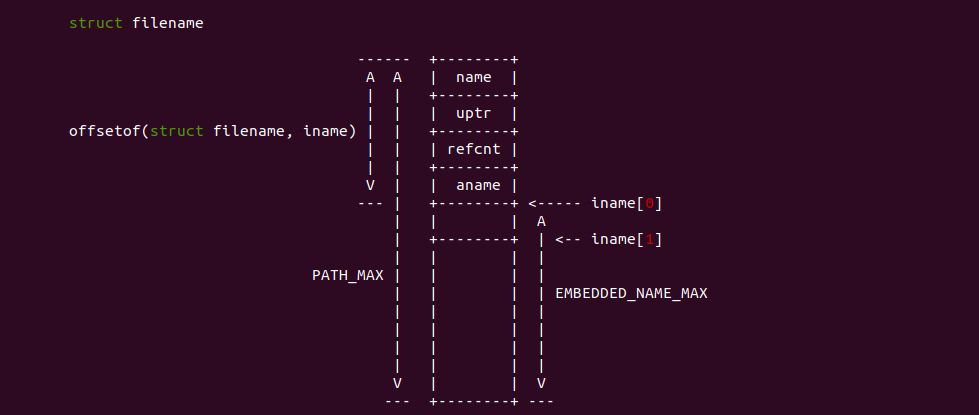 struct filename
------  +--------+
A  A   |  name  |
|  |   +--------+
|  |   |  uptr  |
offsetof(struct filename, iname) |  |   +--------+
|  |   | refcnt |
|  |   +--------+
V  |   |  aname |
--- |   +--------+ <----- iname[0]
|   |        |  A
|   +--------+  | <-- iname[1]
|   |        |  |
PATH_MAX |   |        |  |
|   |        |  | EMBEDDED_NAME_MAX
|   |        |  |
|   |        |  |
|   |        |  |
|   |        |  |
V   |        |  V
---  +--------+ ---